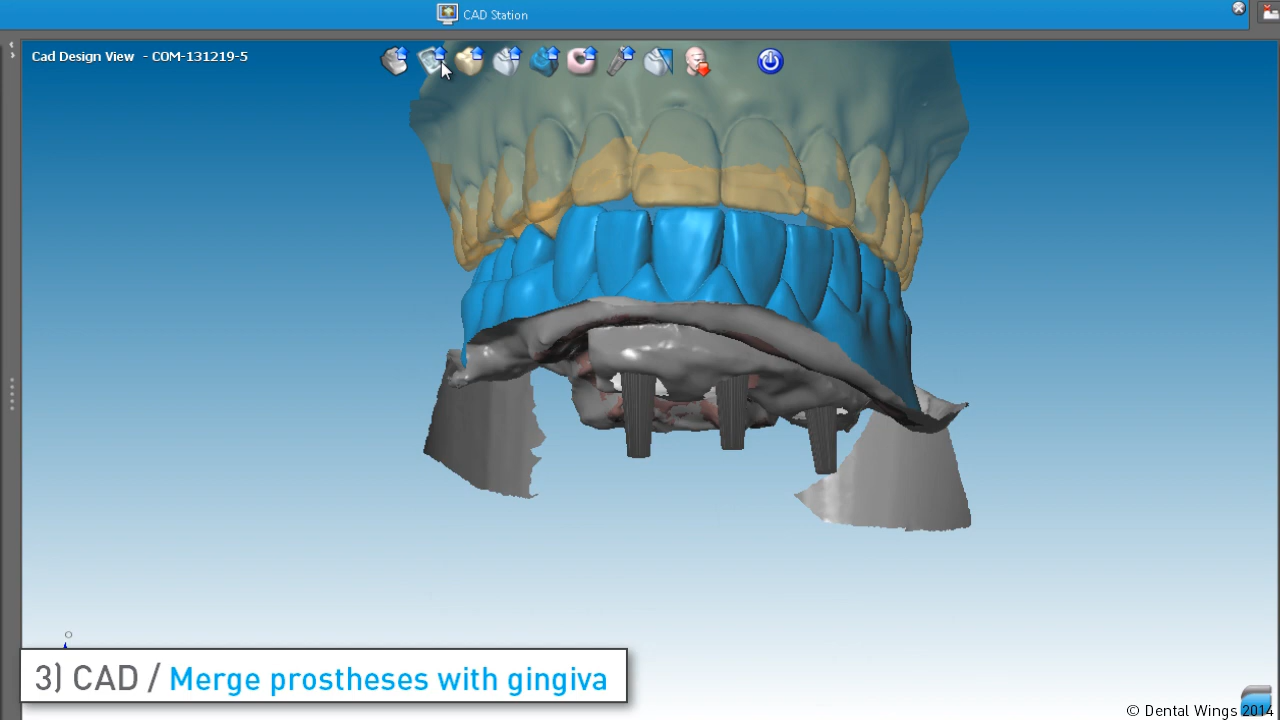 CAD Station
Cad Design View - COM-131219-5
3) CAD / Merge prostheses with gingiva
© Dental Wings 2014